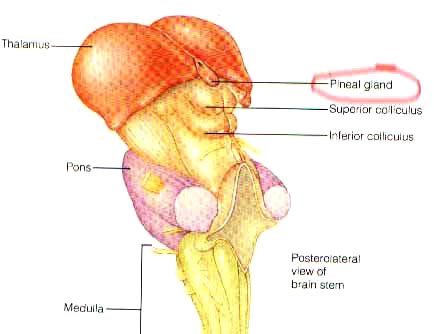 Thalamus
Pineal gland
Superior colliculus
Inferior colliculus
Pons
Posterolateral
view of
brain stem
Medulla